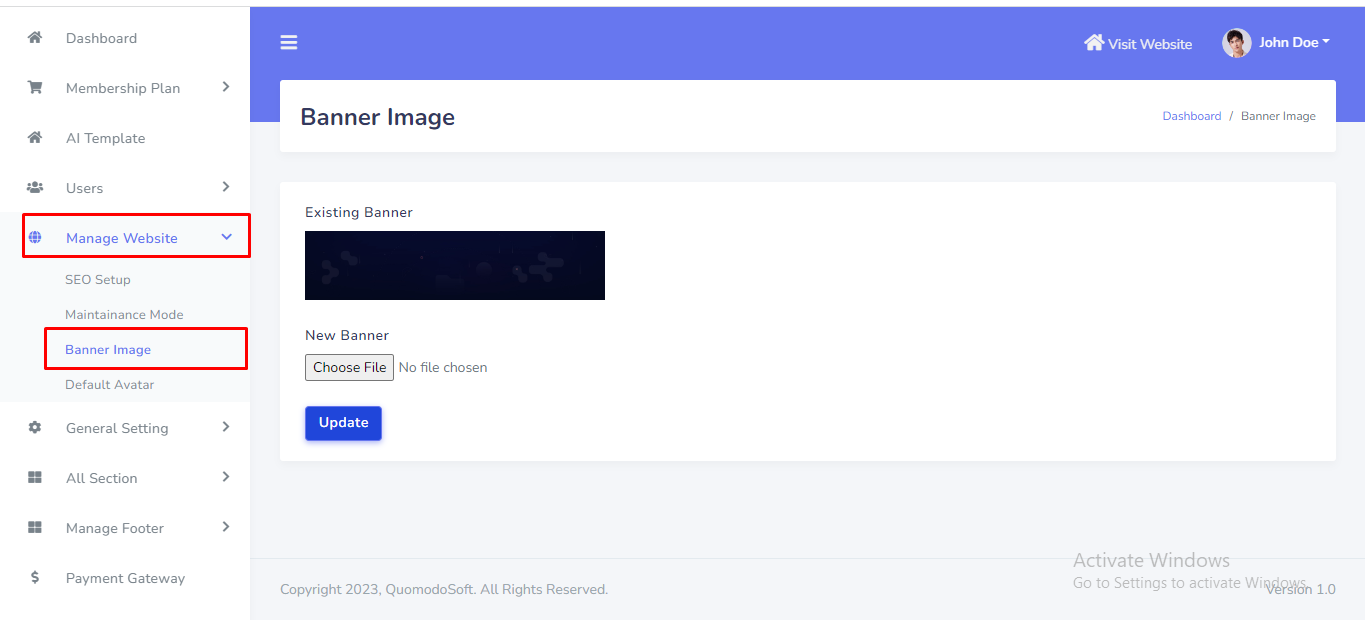 Dashboard
Membership Plan
AI Template
Users
Manage Website
SEO Setup
Maintainance Mode
Banner Image
Default Avatar
General Setting
All Section
Manage Footer
Payment Gateway
Visit Website
John Doe
Banner Image
Dashboard / Banner Image
Existing Banner
New Banner
Choose File No file chosen
Update
Activate Windows
Go to Settings to activate Windows.
Copyright 2023, QuomodoSoft. All Rights Reserved.
Version 1.0